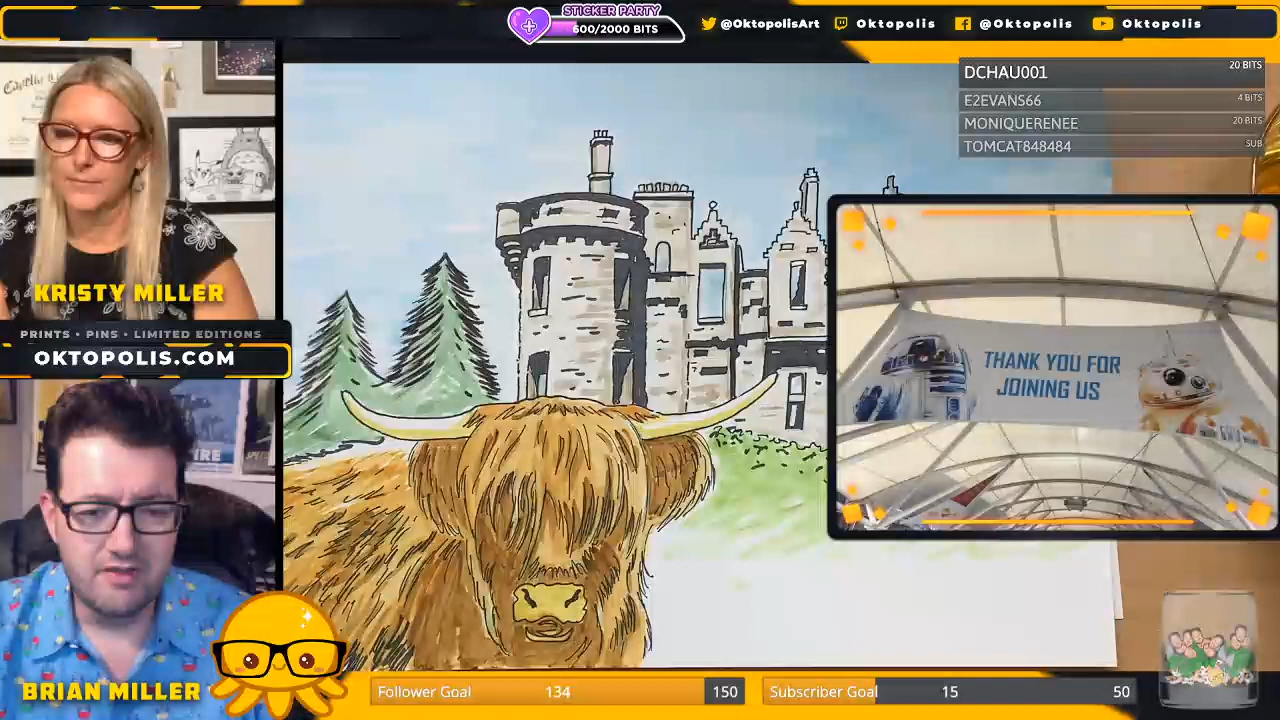 STICKER PARTY
600/2000 BITS
@OktopolisArt
Oktopolis
@Oktopolis
Oktopolis
DCHAU001
20 BITS
E2EVANS66
4 BITS
MONIQUERENEE
20 BITS
TOMCAT848484
SUB
KRISTY MILLER
PRINTS • PINS • LIMITED EDITIONS
OKTOPOLIS.COM
THANK YOU FOR
JOINING US
BRIAN MILLER
Follower Goal
134
150
Subscriber Goal
15
50